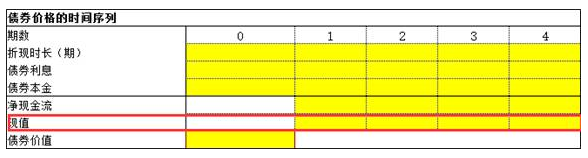 债券价格的时间序列
期数 0 1 2 3 4
折现时长（期）
债券利息
债券本金
净现金流
现值
债券价值